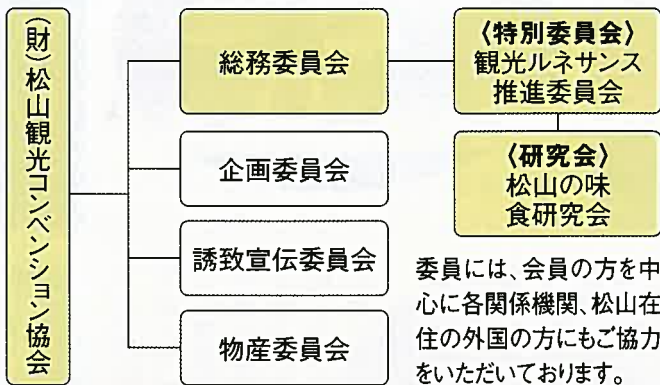 (財)松山観光コンベンション協会
総務委員会
企画委員会
誘致宣伝委員会
物産委員会
〈特別委員会〉
観光ルネサンス
推進委員会
〈研究会〉
松山の味
食研究会
委員には、会員の方を中
心に各関係機関、松山在
住の外国の方にもご協力
をいただいております。